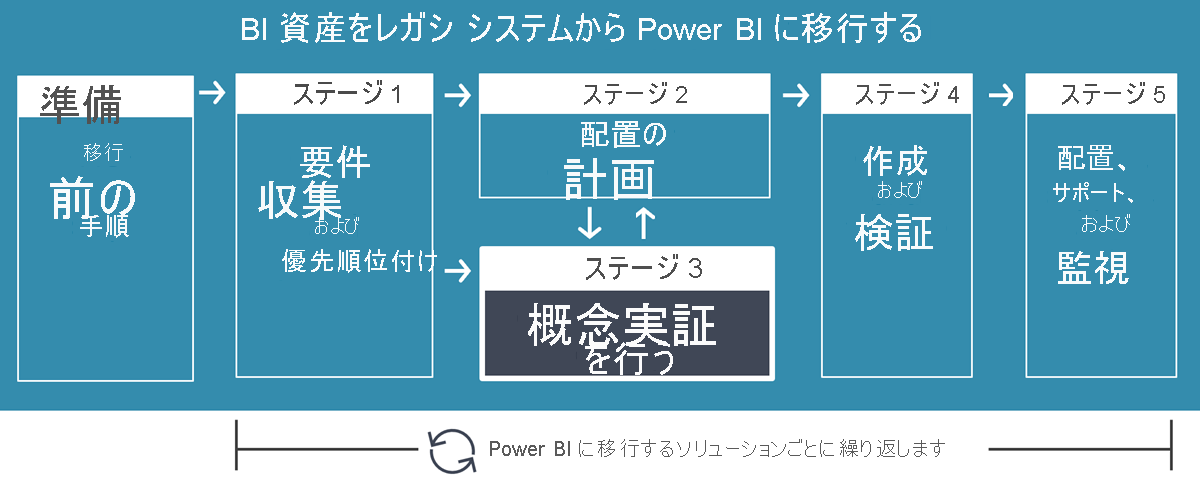 BI 資産をレガシ システムから Power BI に移行する
準備
移行
前の
手順
ステージ 1
要件
収集
および
優先順位付け
ステージ 2
配置の
計画
ステージ 3
概念実証
を行う
ステージ 4
作成
および
検証
ステージ 5
配置、
サポート、
および
監視
Power BI に移行するソリューションごとに繰り返します